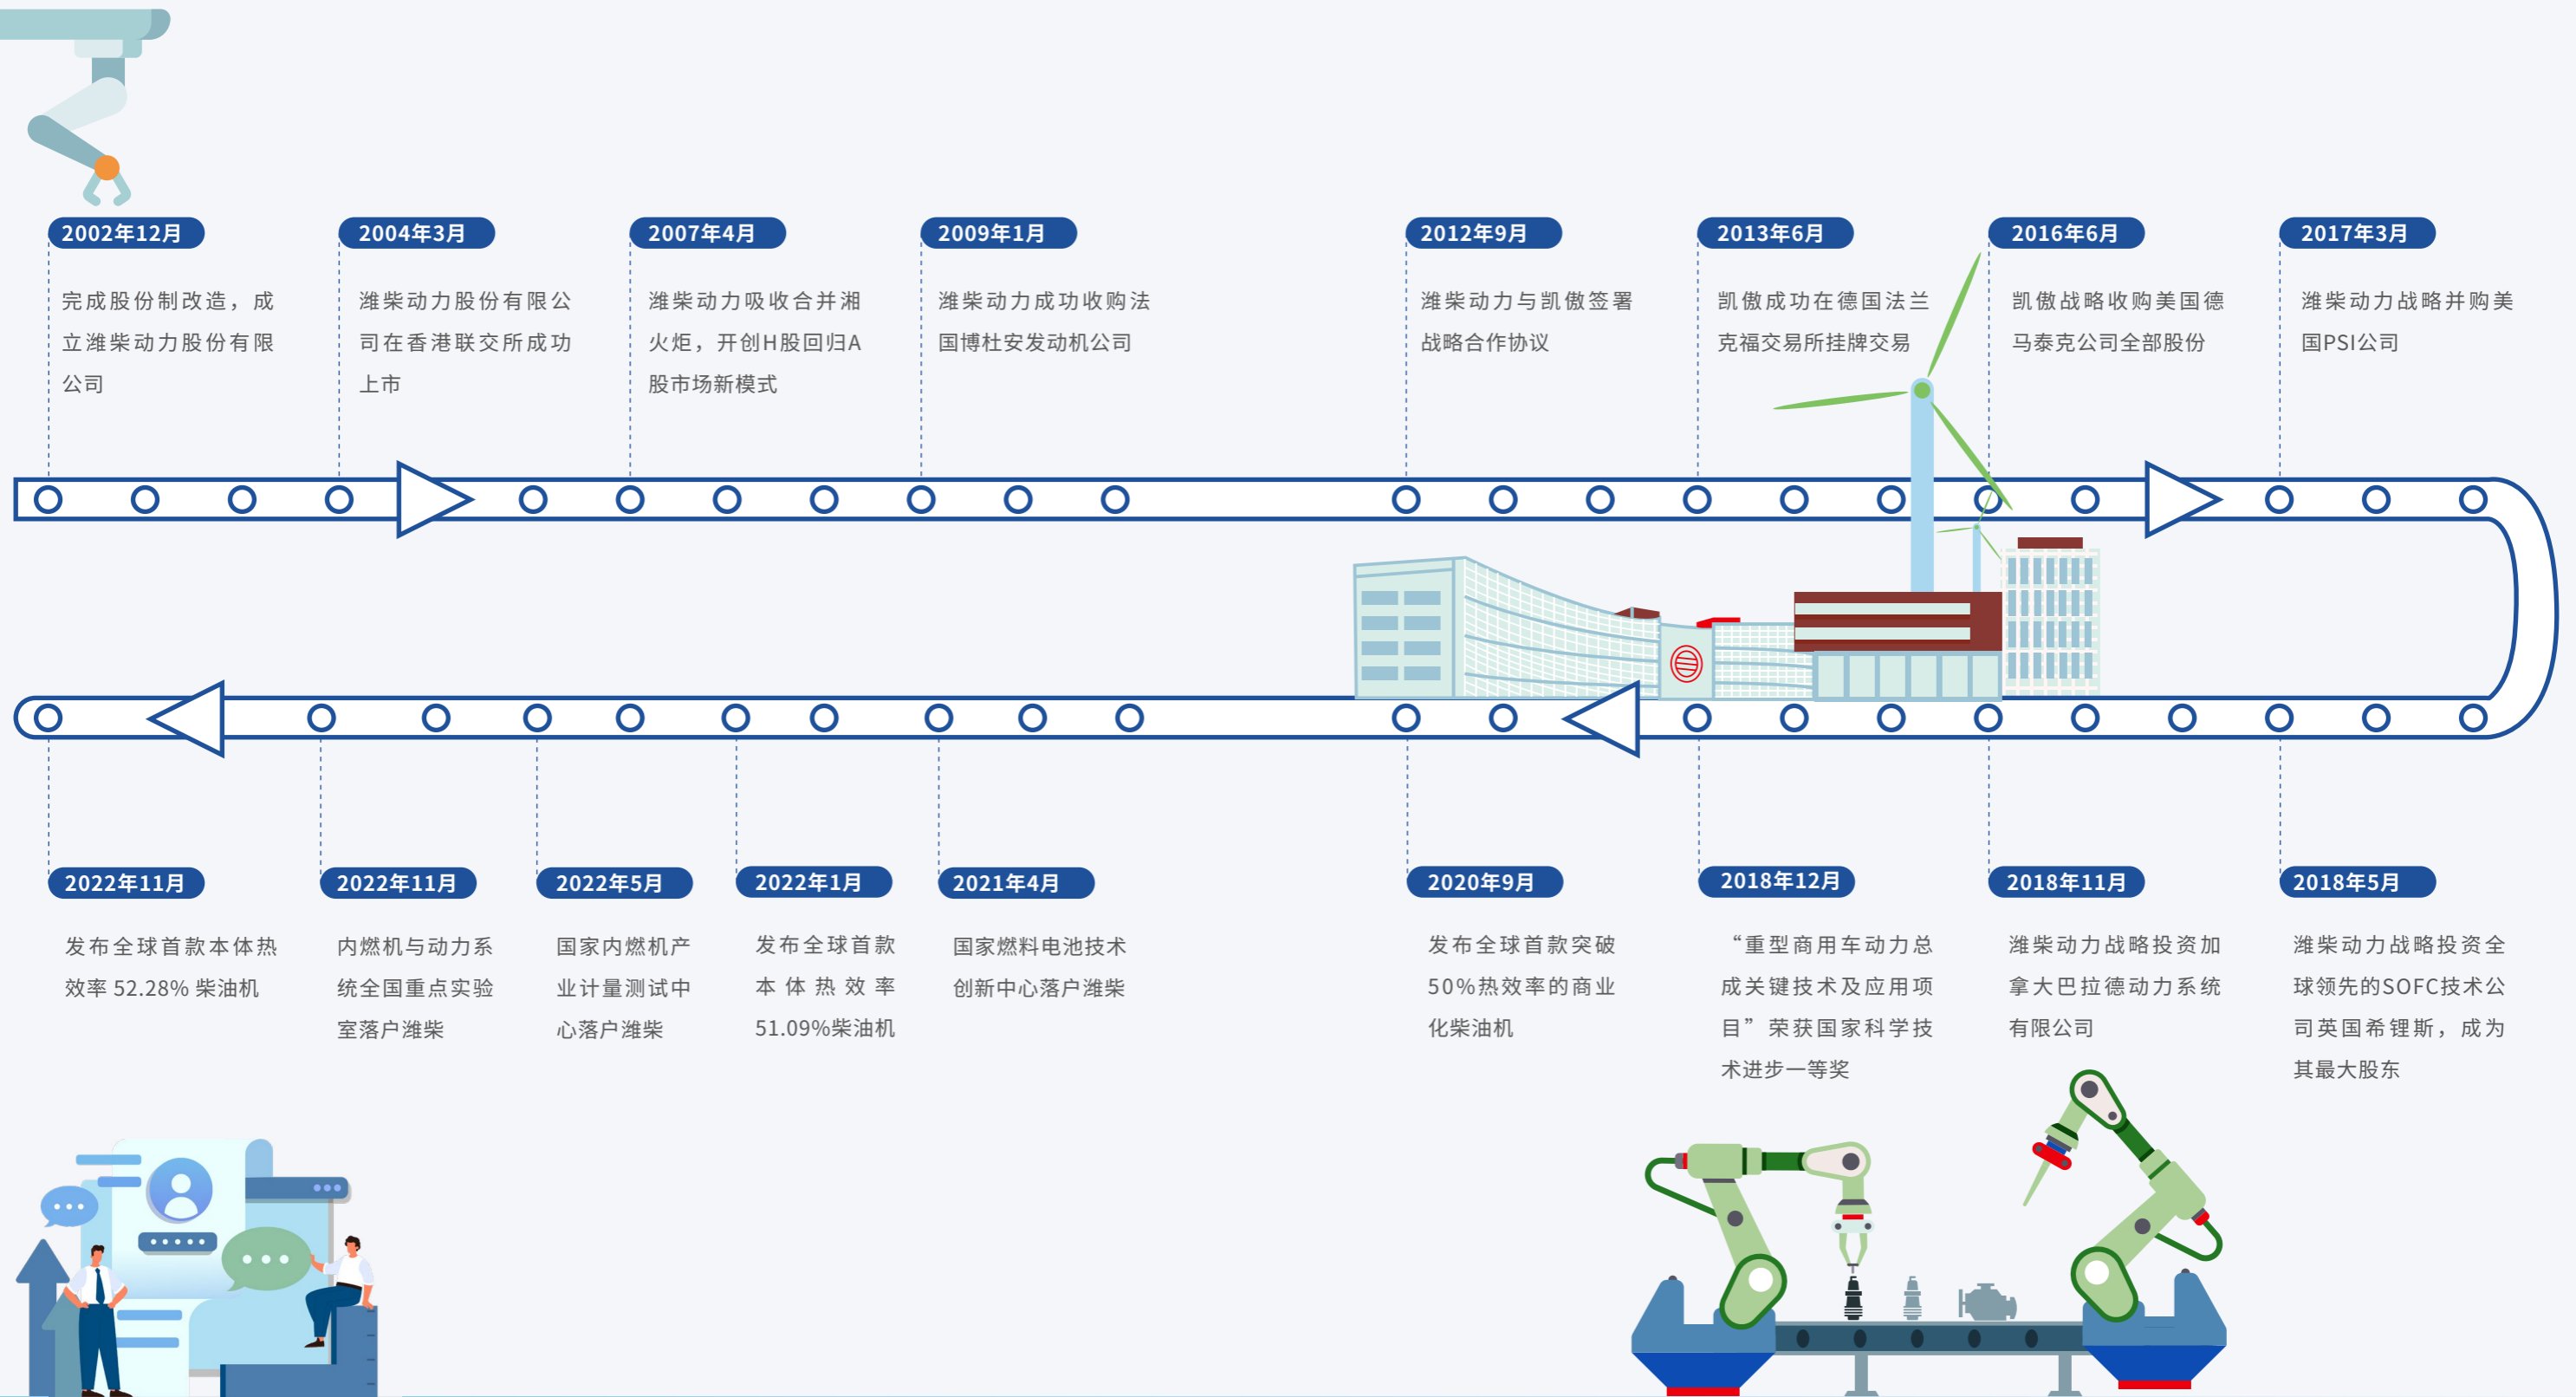 2002年12月
完成股份制改造，成
立潍柴动力股份有限
公司
2004年3月
潍柴动力股份有限公
司在香港联交所成功
上市
2007年4月
潍柴动力吸收合并湘
火炬，开创H股回归A
股市场新模式
2009年1月
潍柴动力成功收购法
国博杜安发动机公司
2012年9月
潍柴动力与凯傲签署
战略合作协议
2013年6月
凯傲成功在德国法兰
克福交易所挂牌交易
2016年6月
凯傲战略收购美国德
马泰克公司全部股份
2017年3月
潍柴动力战略并购美
国PSI公司
2018年5月
潍柴动力战略投资全
球领先的SOFC技术公
司英国希锂斯，成为
其最大股东
2018年11月
潍柴动力战略投资加
拿大巴拉德动力系统
有限公司
2018年12月
“重型商用车动力总
成关键技术及应用项
目”荣获国家科学技
术进步一等奖
2020年9月
发布全球首款突破
50%热效率的商业
化柴油机
2021年4月
国家燃料电池技术
创新中心落户潍柴
2022年1月
发布全球首款
本体热效率
51.09%柴油机
2022年5月
国家内燃机产
业计量测试中
心落户潍柴
2022年11月
内燃机与动力系
统全国重点实验
室落户潍柴
2022年11月
发布全球首款本体热
效率 52.28% 柴油机